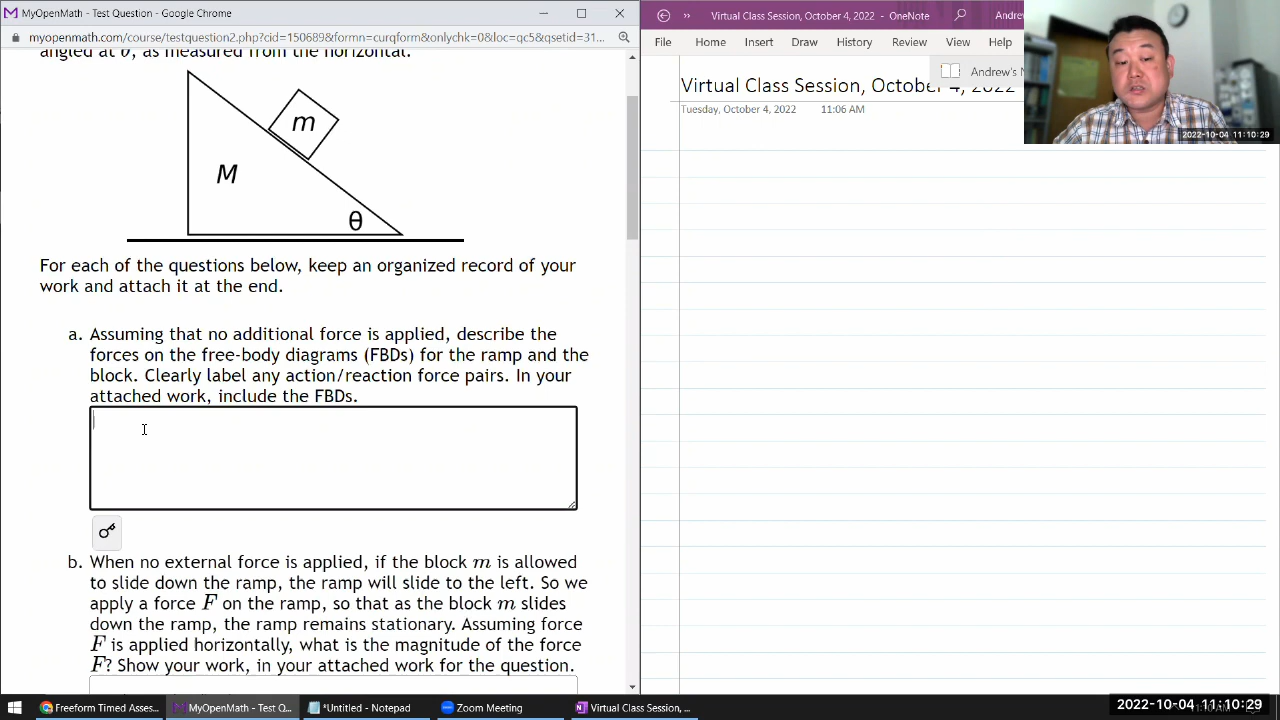 MyOpenMath - Test Question - Google Chrome
myopenmath.com/course/testquestion2.php?cid=150689&formn=curqform&onlychk=0&loc=qc5&qsetid=31...
angled at θ, as measured from the horizontal.
m
M
θ
For each of the questions below, keep an organized record of your
work and attach it at the end.
a. Assuming that no additional force is applied, describe the
forces on the free-body diagrams (FBDs) for the ramp and the
block. Clearly label any action/reaction force pairs. In your
attached work, include the FBDs.
b. When no external force is applied, if the block m is allowed
to slide down the ramp, the ramp will slide to the left. So we
apply a force F on the ramp, so that as the block m slides
down the ramp, the ramp remains stationary. Assuming force
F is applied horizontally, what is the magnitude of the force
F? Show your work, in your attached work for the question.
Virtual Class Session, October 4, 2022 - OneNote
Andre
File Home Insert Draw History Review View Help
Andrew's N
Virtual Class Session, October 4, 2022
Tuesday, October 4, 2022 11:06 AM
2022-10-04 11:10:29
Freeform Timed Asses... MyOpenMath - Test Q... *Untitled - Notepad Zoom Meeting Virtual Class Session, ...
2022-10-04 11:10:29